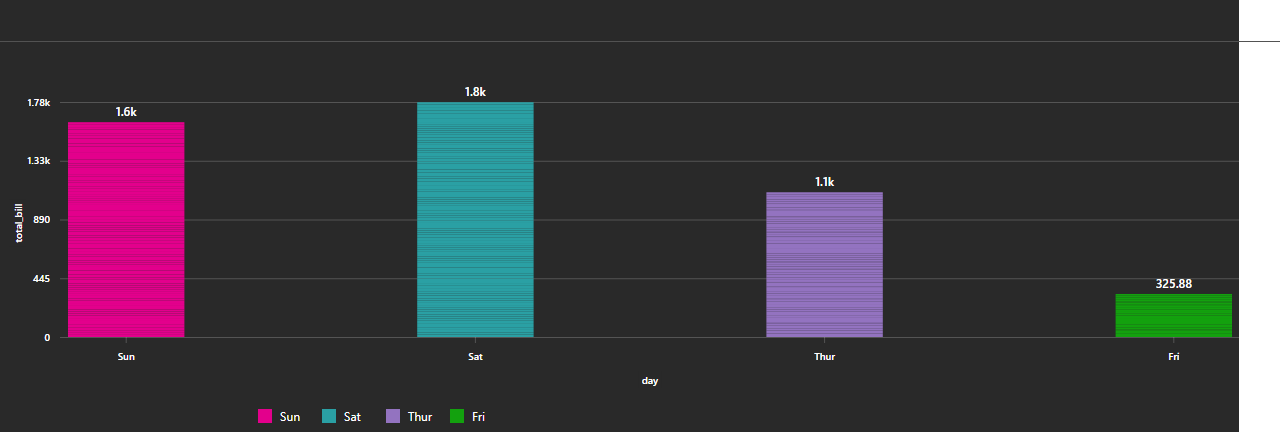 1.8k
1.78k
1.6k
1.33k
1.1k
890
total_bill
445
325.88
0
Sun Sat Thur Fri
day
Sun Sat Thur Fri